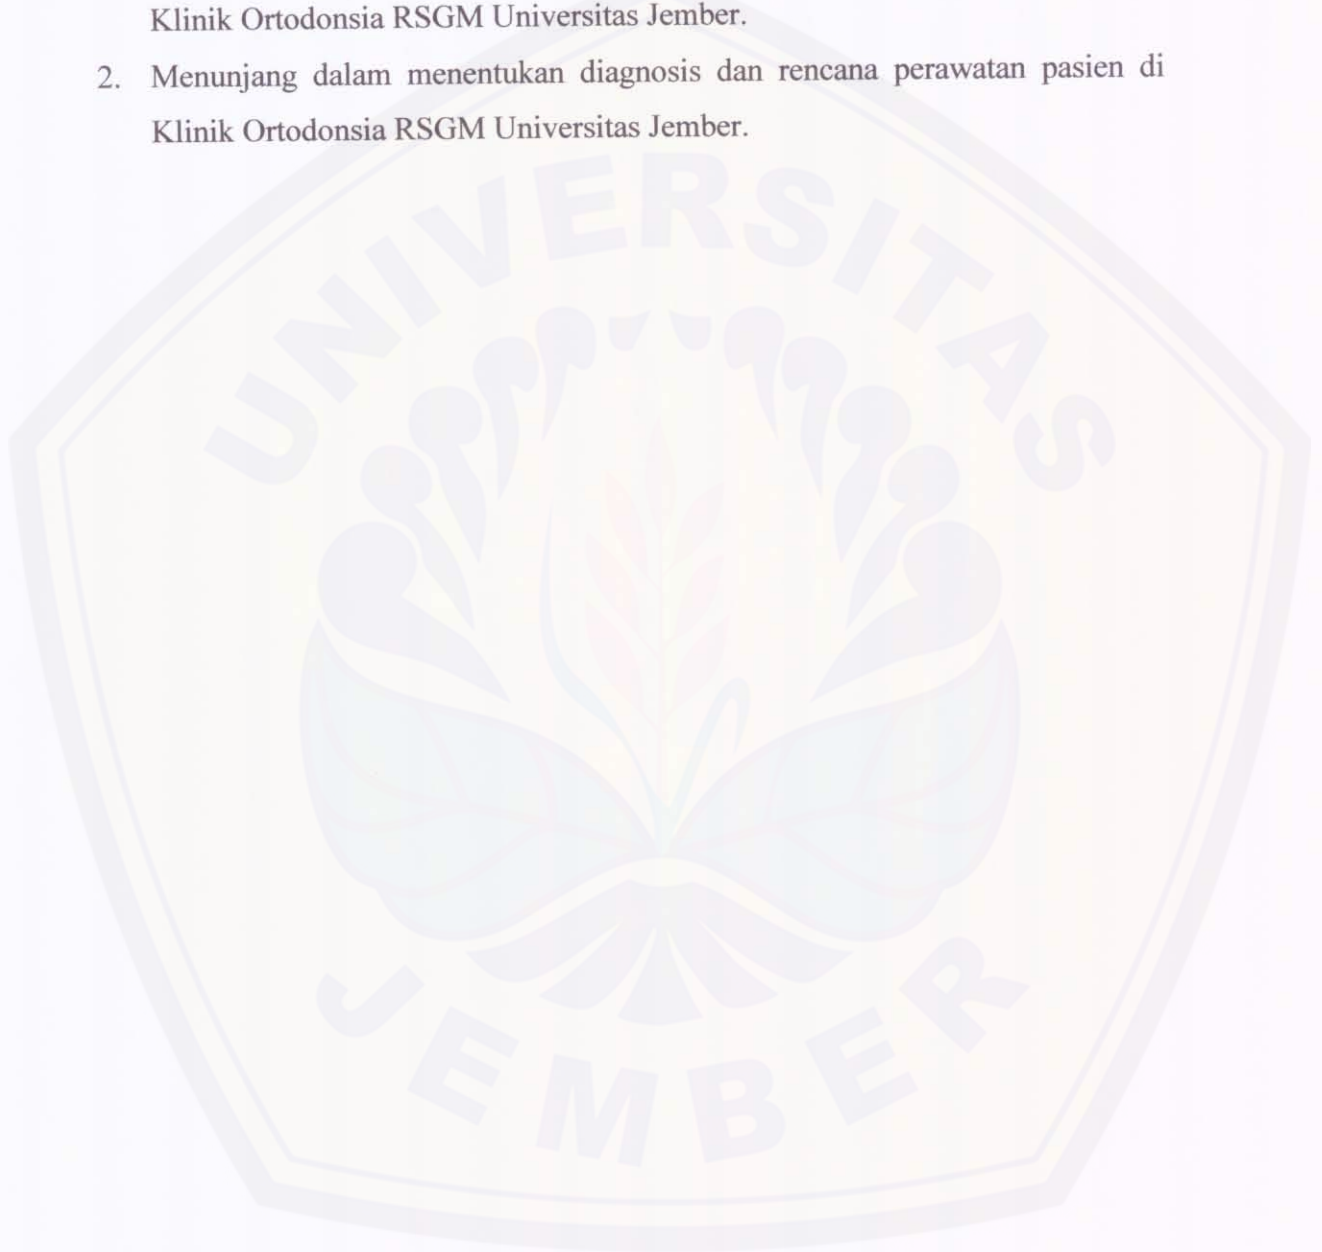 Klinik Ortodonsia RSGM Universitas Jember.
2. Menunjang dalam menentukan diagnosis dan rencana perawatan pasien di
Klinik Ortodonsia RSGM Universitas Jember.
UNIVERSITAS
JEMBER